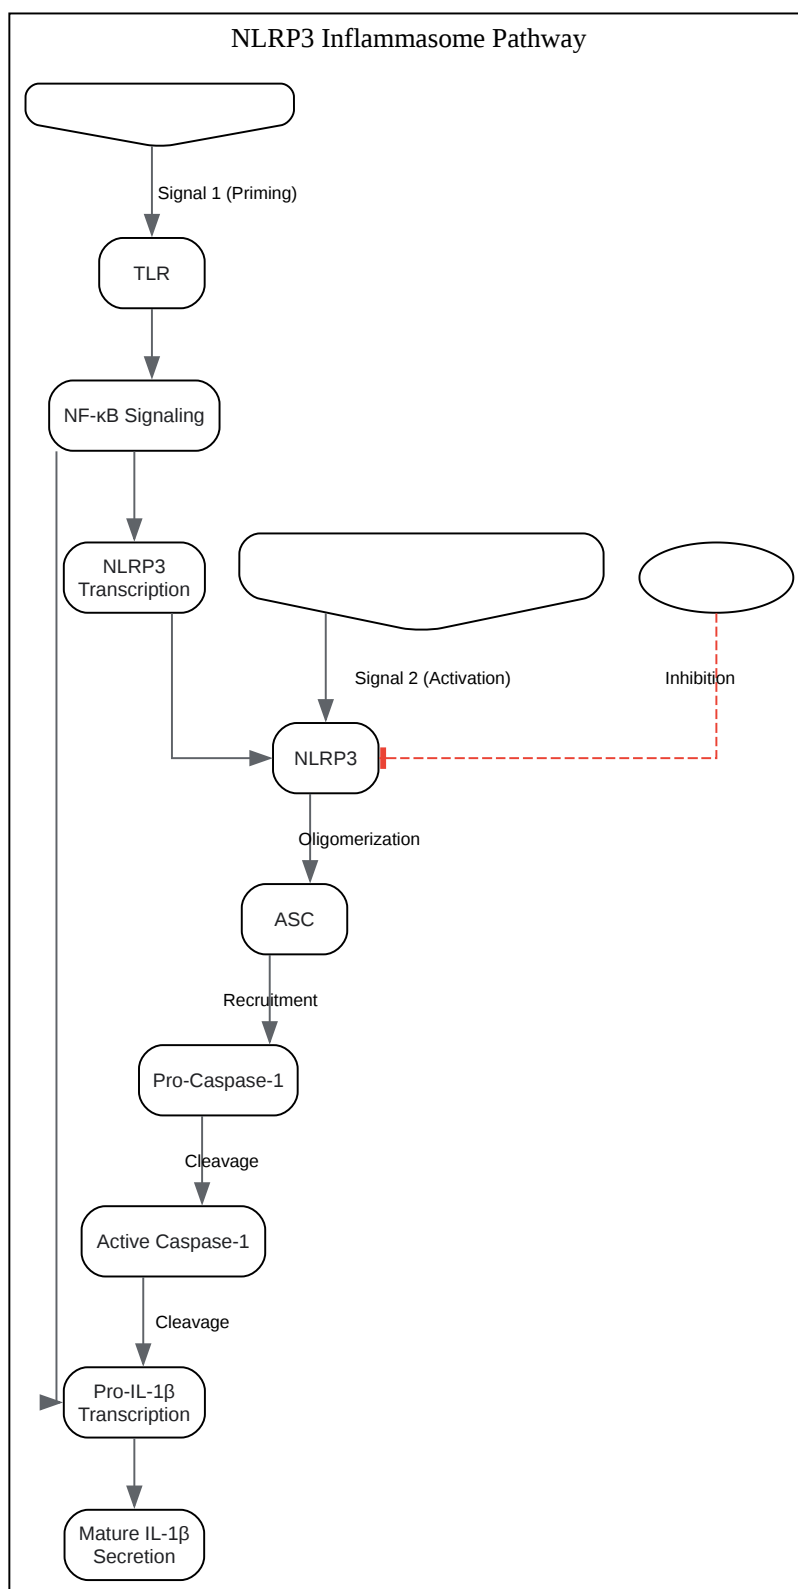 NLRP3 Inflammasome Pathway
Signal 1 (Priming)
TLR
NF-κB Signaling
NLRP3
Transcription
Signal 2 (Activation)
Inhibition
NLRP3
Oligomerization
ASC
Recruitment
Pro-Caspase-1
Cleavage
Active Caspase-1
Cleavage
Pro-IL-1β
Transcription
Mature IL-1β
Secretion